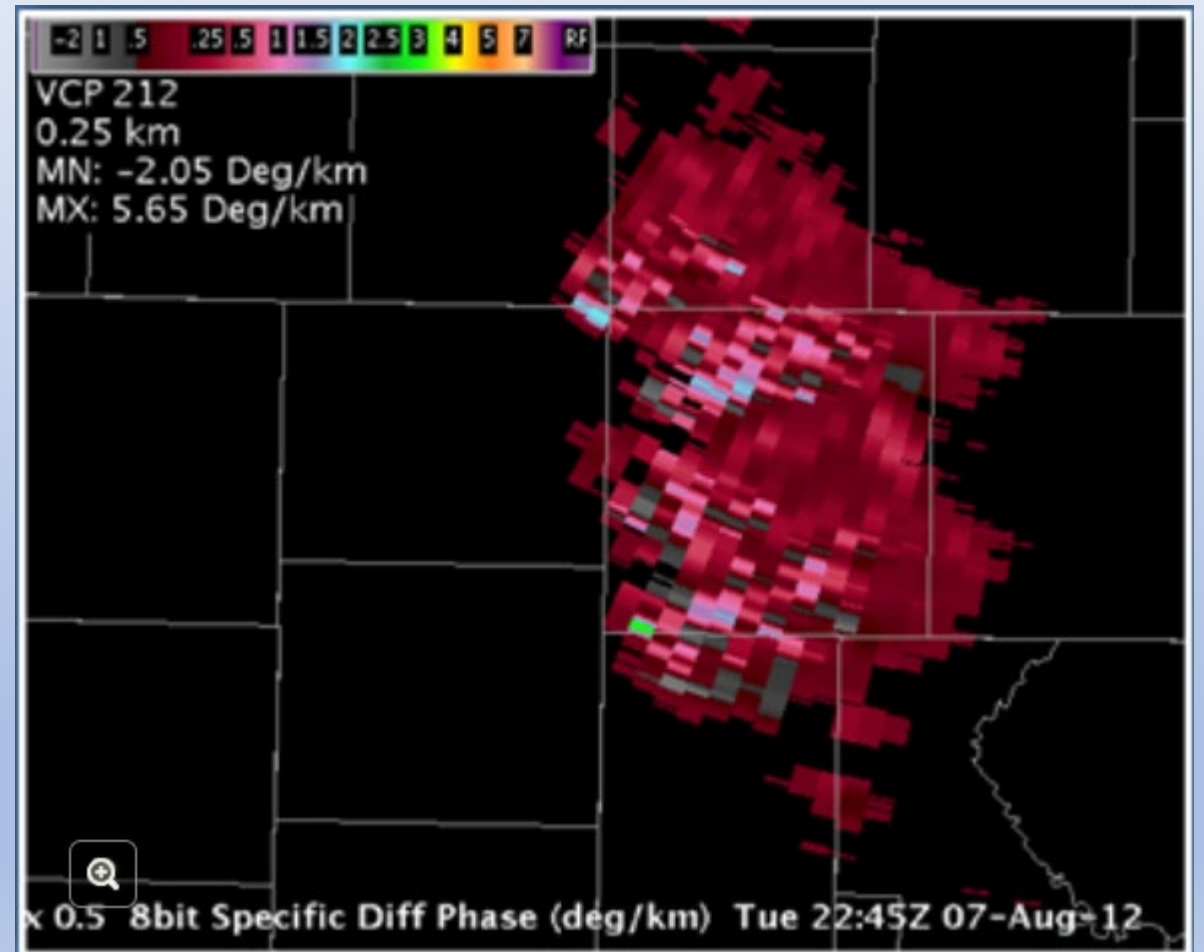 -2 1 .5 .25 .5 1 1.5 2 2.5 3 4 5 7 RF
VCP 212
0.25 km
MN: -2.05 Deg/km
MX: 5.65 Deg/km
x 0.5 8bit Specific Diff Phase (deg/km) Tue 22:45Z 07-Aug-12